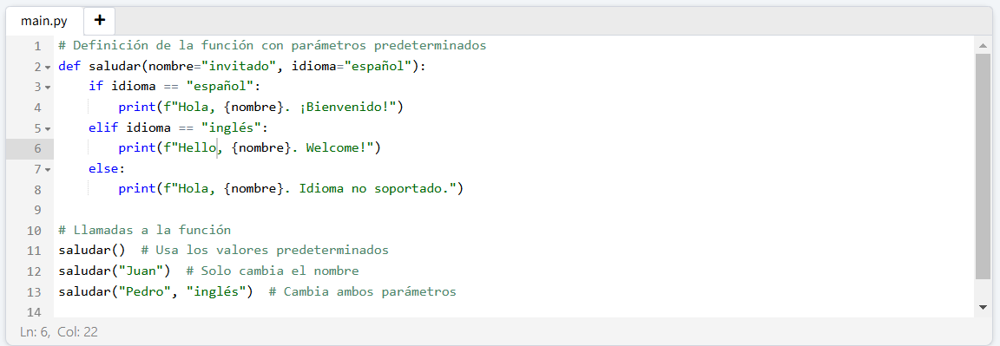 main.py +
1 # Definición de la función con parámetros predeterminados
2 def saludar(nombre="invitado", idioma="español"):
3     if idioma == "español":
4         print(f"Hola, {nombre}. ¡Bienvenido!")
5     elif idioma == "inglés":
6         print(f"Hello, {nombre}. Welcome!")
7     else:
8         print(f"Hola, {nombre}. Idioma no soportado.")
9
10 # Llamadas a la función
11 saludar()  # Usa los valores predeterminados
12 saludar("Juan")  # Solo cambia el nombre
13 saludar("Pedro", "inglés")  # Cambia ambos parámetros
14
Ln: 6, Col: 22